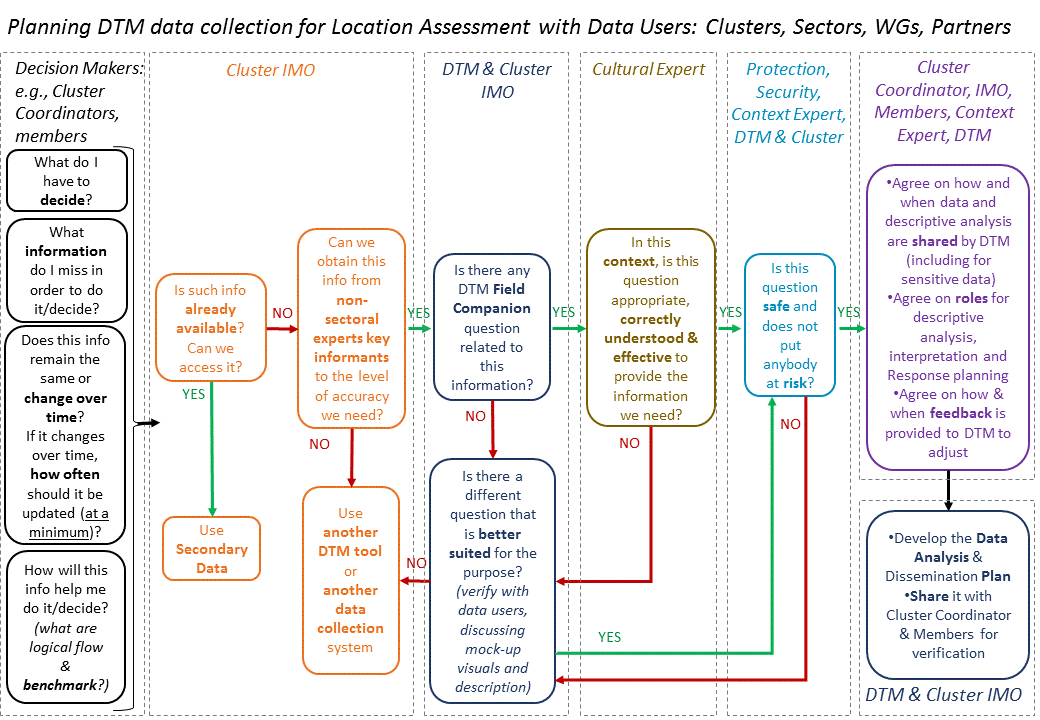 Planning DTM data collection for Location Assessment with Data Users: Clusters, Sectors, WGs, Partners
Decision Makers:
e.g., Cluster
Coordinators,
members
What do I
have to
decide?
What
information
do I miss in
order to do
it/decide?
Does this info
remain the
same or
change over
time?
If it changes
over time,
how often
should it be
updated (at a
minimum)?
How will this
info help me
do it/decide?
(what are
logical flow
&
benchmark?)
Cluster IMO
Is such info
already
available?
Can we
access it?
NO
YES
Use
Secondary
Data
Can we
obtain this
info from
non-
sectoral
experts key
informants
to the level
of accuracy
we need?
YES
NO
Use
another
DTM tool
or
another
data
collection
system
DTM & Cluster
IMO
Is there any
DTM Field
Companion
question
related to
this
information?
YES
NO
Is there a
different
question that
is better
suited for the
purpose?
(verify with
data users,
discussing
mock-up
visuals and
description)
NO
YES
Cultural Expert
In this
context, is this
question
appropriate,
correctly
understood &
effective to
provide the
information
we need?
YES
NO
Protection,
Security,
Context Expert,
DTM & Cluster
Is this
question
safe and
does not
put
anybody
at risk?
YES
NO
Cluster
Coordinator, IMO,
Members, Context
Expert, DTM
•Agree on how and
when data and
descriptive analysis
are shared by DTM
(including for
sensitive data)
•Agree on roles for
descriptive
analysis,
interpretation and
Response planning
•Agree on how &
when feedback is
provided to DTM to
adjust
•Develop the Data
Analysis &
Dissemination Plan
•Share it with
Cluster Coordinator
& Members for
verification
DTM & Cluster IMO